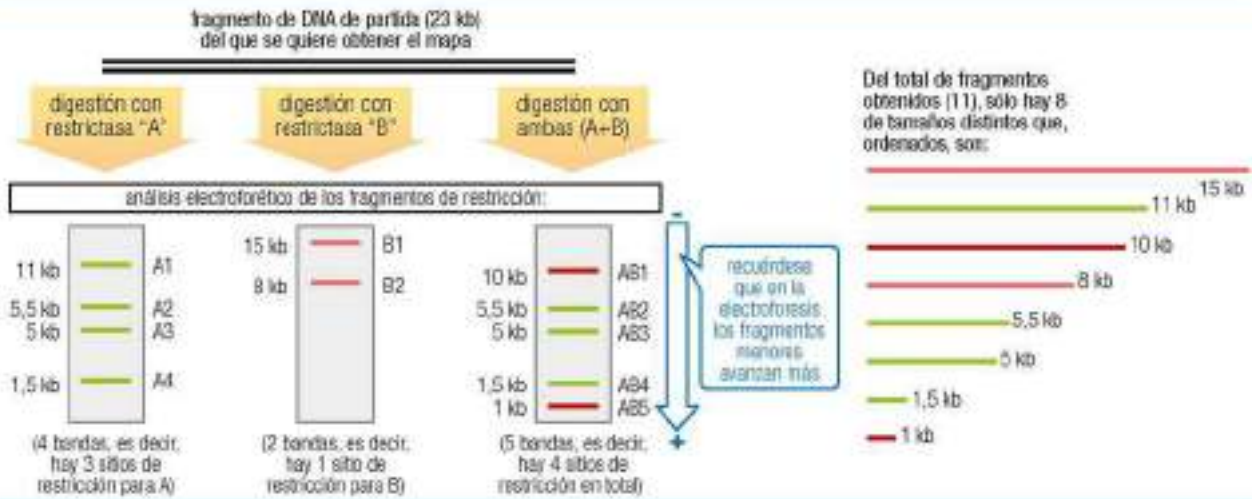 fragmento de DNA de partida (23 kb)
del que se quiere obtener el mapa
digestión con
restrictasa "A"
digestión con
restrictasa "B"
digestión con
ambas (A+B)
análisis electroforético de los fragmentos de restricción:
11 kb
A1
5,5 kb
A2
5 kb
A3
1,5 kb
A4
(4 bandas, es decir,
hay 3 sitios de
restricción para A)
15 kb
B1
8 kb
B2
(2 bandas, es decir,
hay 1 sitio de
restricción para B)
10 kb
AB1
5,5 kb
AB2
5 kb
AB3
1,5 kb
AB4
1 kb
AB5
(5 bandas, es decir,
hay 4 sitios de
restricción en total)
-
+
recuérdese
que en la
electroforesis
los fragmentos
menores
avanzan más
Del total de fragmentos
obtenidos (11), sólo hay 8
de tamaños distintos que,
ordenados, son:
15 kb
11 kb
10 kb
8 kb
5,5 kb
5 kb
1,5 kb
1 kb